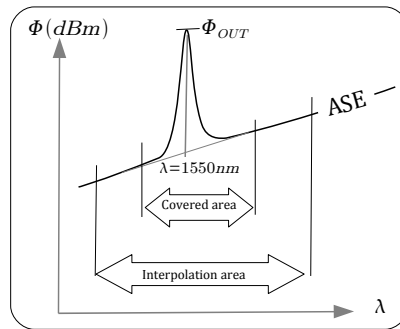 Φ(dBm)
Φ_OUT
ASE
λ=1550nm
Covered area
Interpolation area
λ